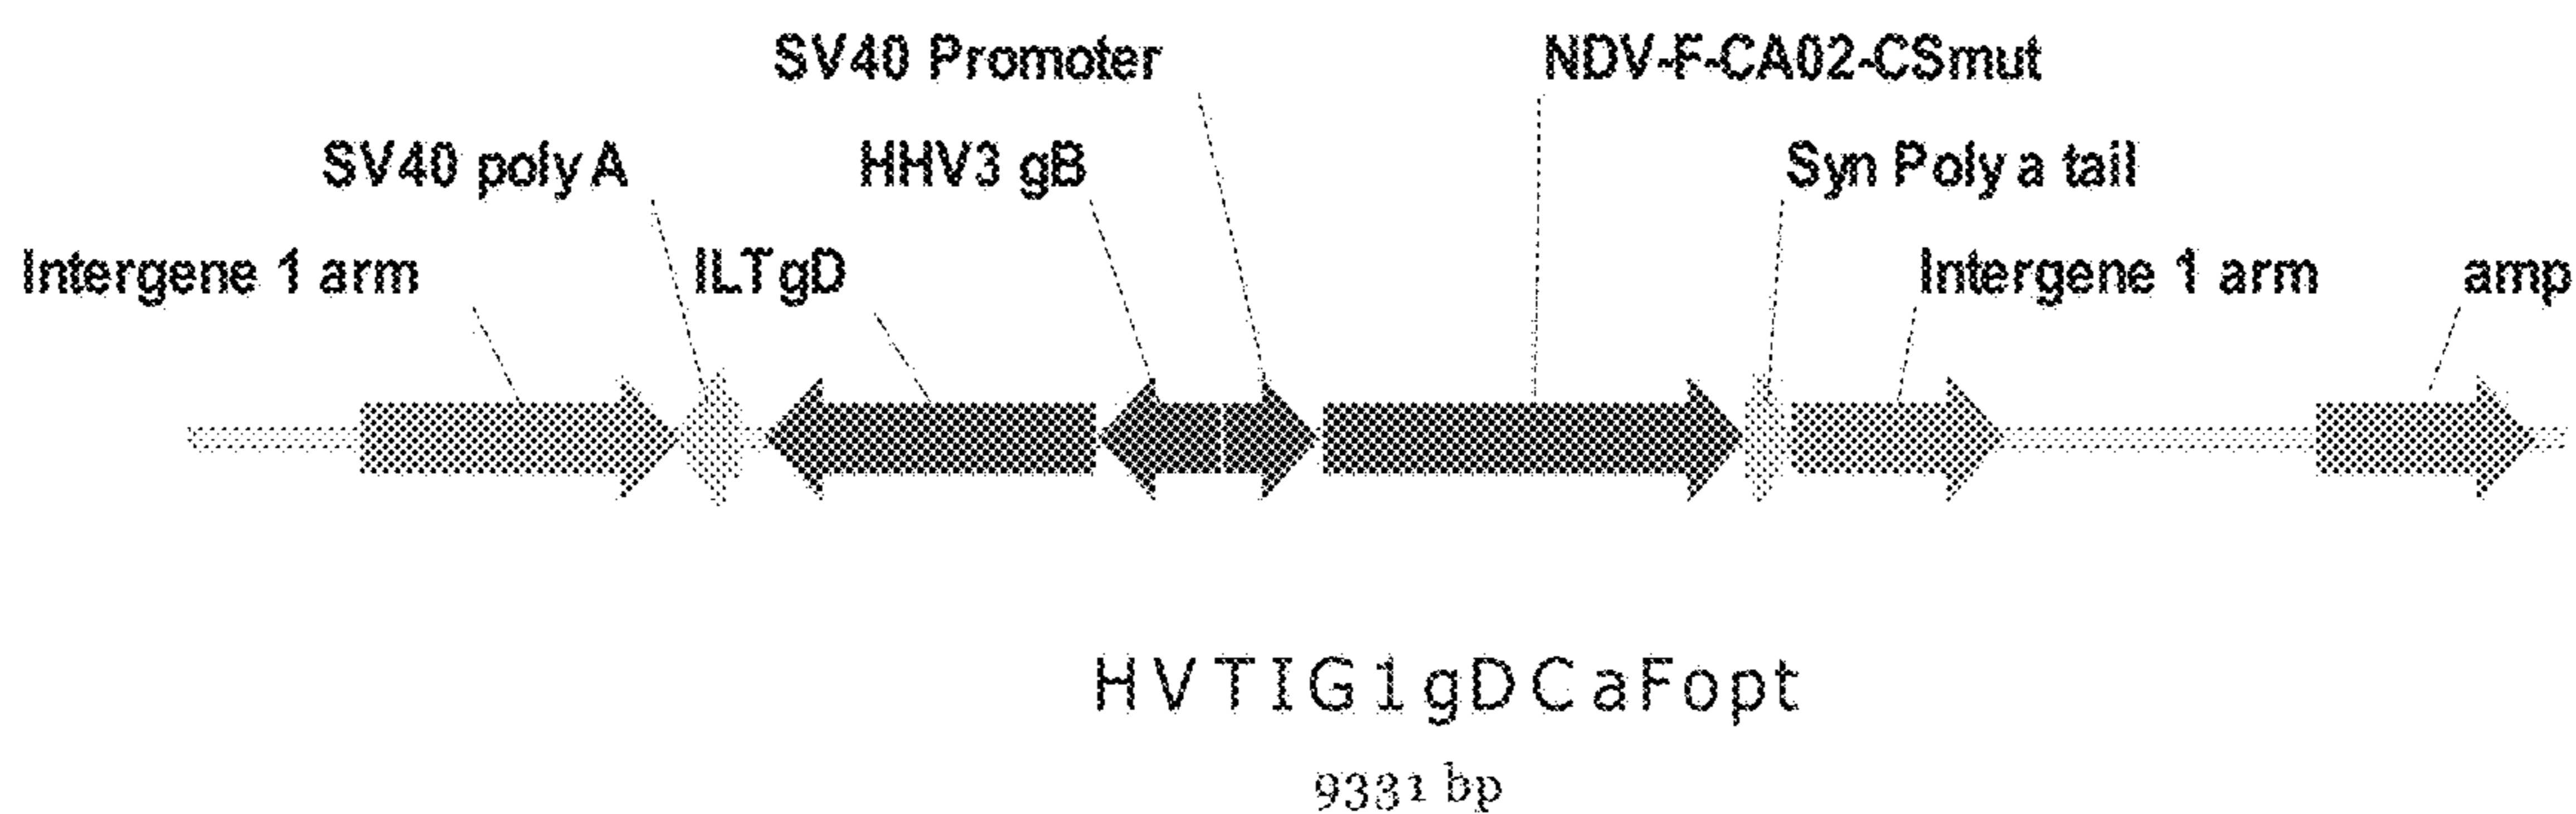 SV40 Promoter NDV-F-CA02-CSmut
SV40 poly A HHV3 gB Syn Poly a tail
Intergene 1 arm ILTgD Intergene 1 arm amp
HVTIG1gDCaFopt
9331 bp